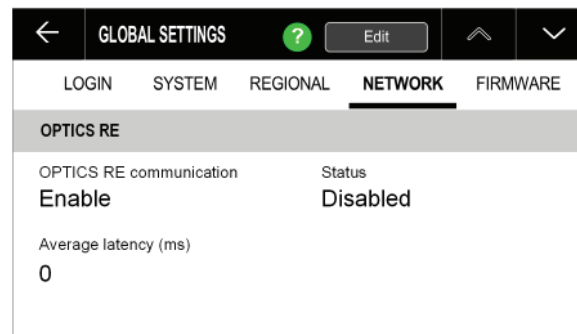 GLOBAL SETTINGS ? Edit
LOGIN SYSTEM REGIONAL NETWORK FIRMWARE
OPTICS RE
OPTICS RE communication Status
Enable Disabled
Average latency (ms)
0